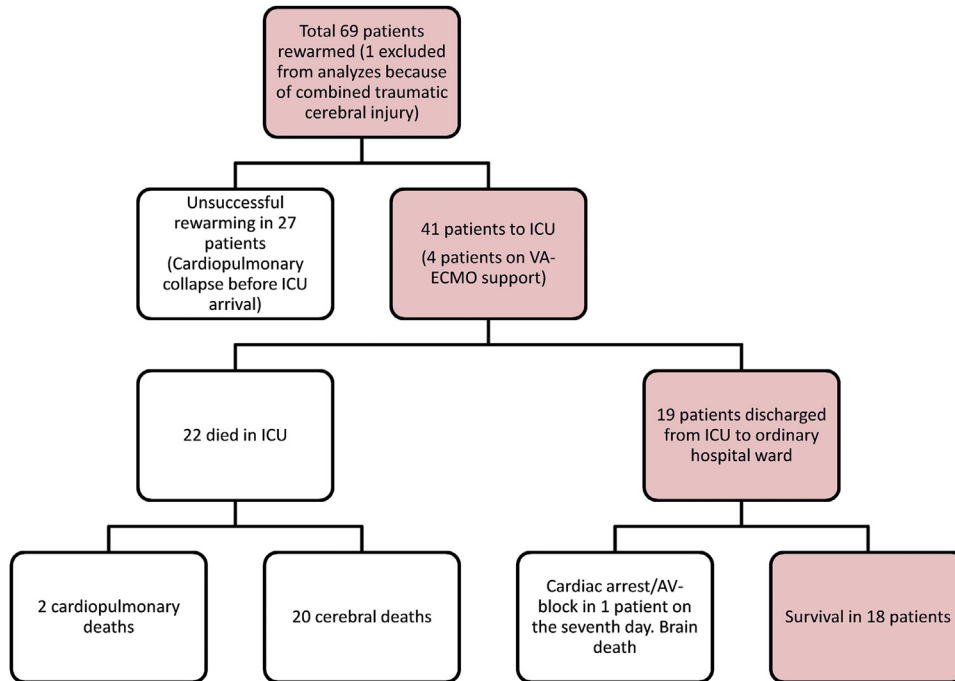 Total 69 patients
rewarmed (1 excluded
from analyzes because
of combined traumatic
cerebral injury)
Unsuccessful
rewarming in 27
patients
(Cardiopulmonary
collapse before ICU
arrival)
41 patients to ICU
(4 patients on VA-
ECMO support)
22 died in ICU
19 patients discharged
from ICU to ordinary
hospital ward
2 cardiopulmonary
deaths
20 cerebral deaths
Cardiac arrest/AV-
block in 1 patient on
the seventh day. Brain
death
Survival in 18 patients